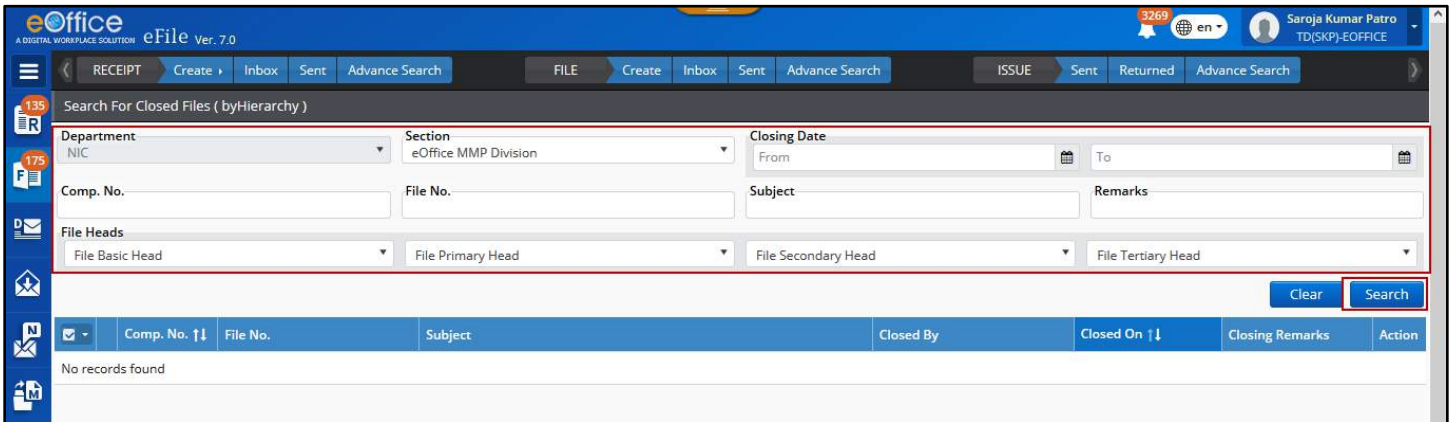 eOffice
A DIGITAL WORKPLACE SOLUTION eFile Ver. 7.0
3269 en Saroja Kumar Patro
TD(SKP)-EOFFICE
RECEIPT Create Inbox Sent Advance Search FILE Create Inbox Sent Advance Search ISSUE Sent Returned Advance Search
135 R
Search For Closed Files ( byHierarchy )
Department Section Closing Date
NIC eOffice MMP Division From To
175 F
Comp. No. File No. Subject Remarks
D
File Heads
File Basic Head File Primary Head File Secondary Head File Tertiary Head
Clear Search
N
Comp. No. File No. Subject Closed By Closed On Closing Remarks Action
No records found
M